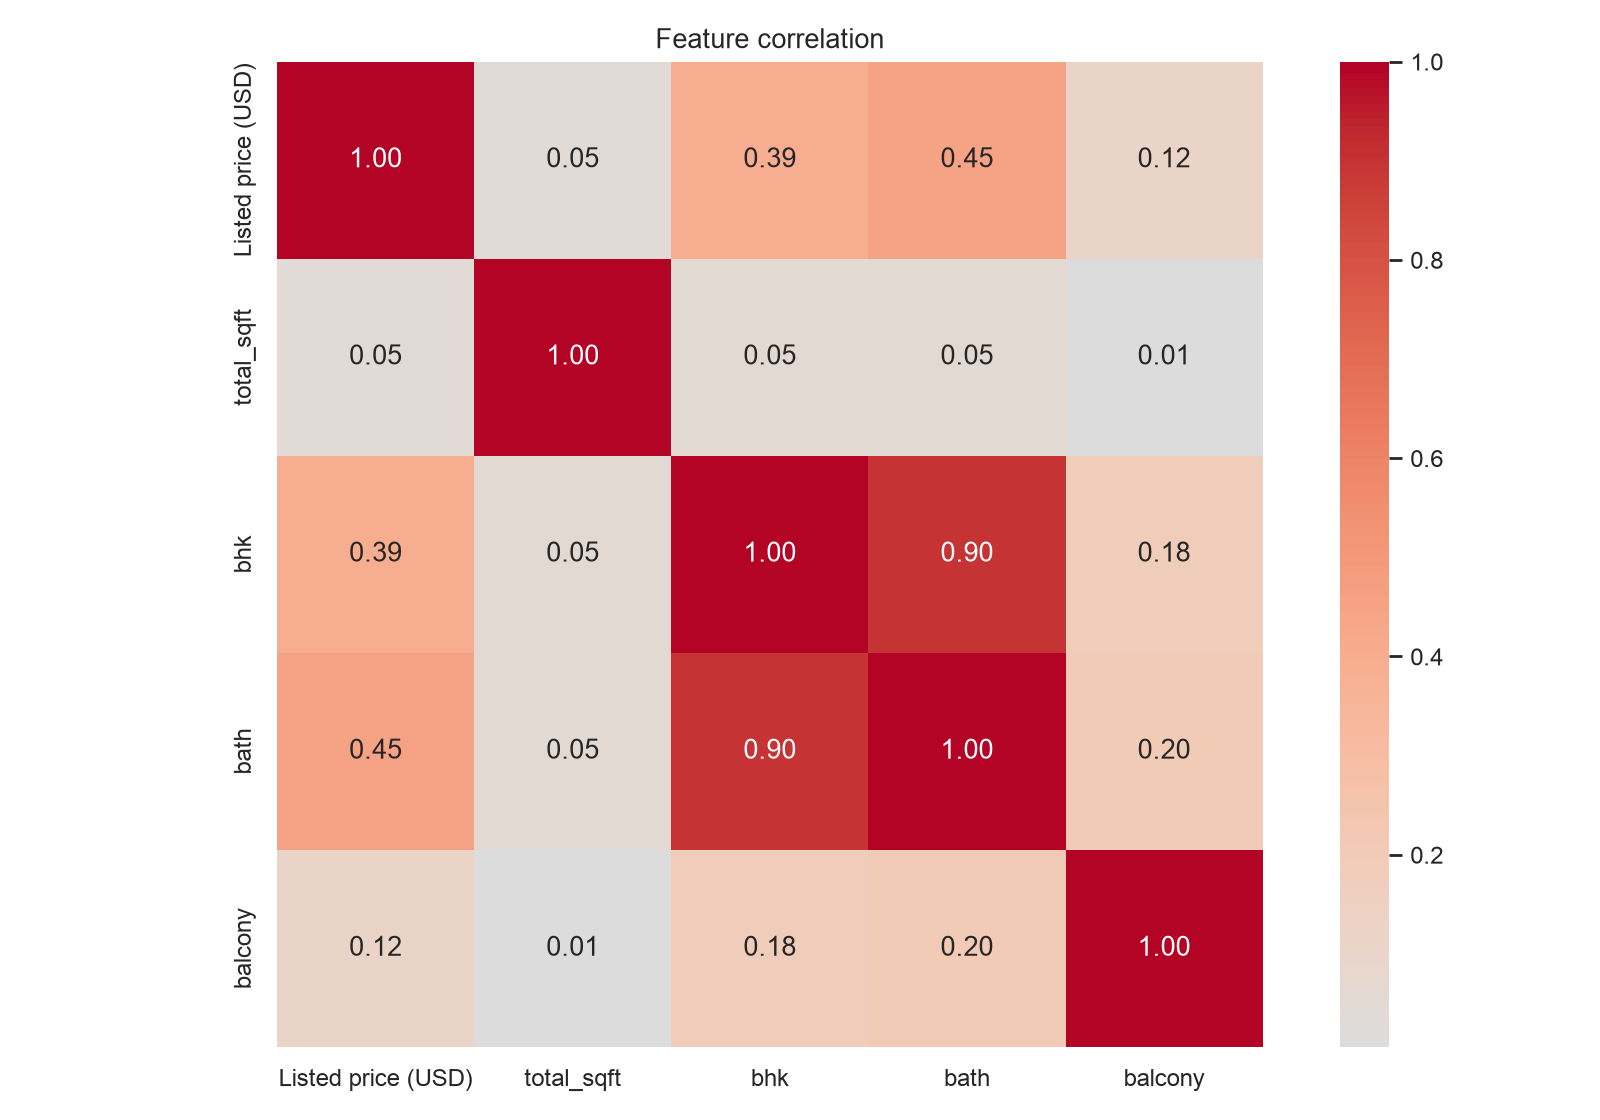 Feature correlation
Listed price (USD)
1.00 0.05 0.39 0.45 0.12
total_sqft
0.05 1.00 0.05 0.05 0.01
bhk
0.39 0.05 1.00 0.90 0.18
bath
0.45 0.05 0.90 1.00 0.20
balcony
0.12 0.01 0.18 0.20 1.00
Listed price (USD) total_sqft bhk bath balcony
1.0
0.8
0.6
0.4
0.2